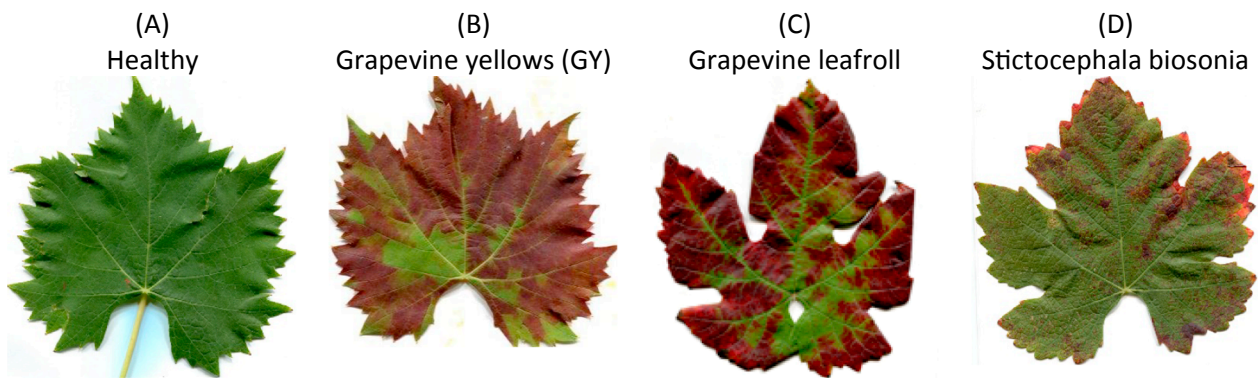 (A)
Healthy
(B)
Grapevine yellows (GY)
(C)
Grapevine leafroll
(D)
Stictocephala biosonia